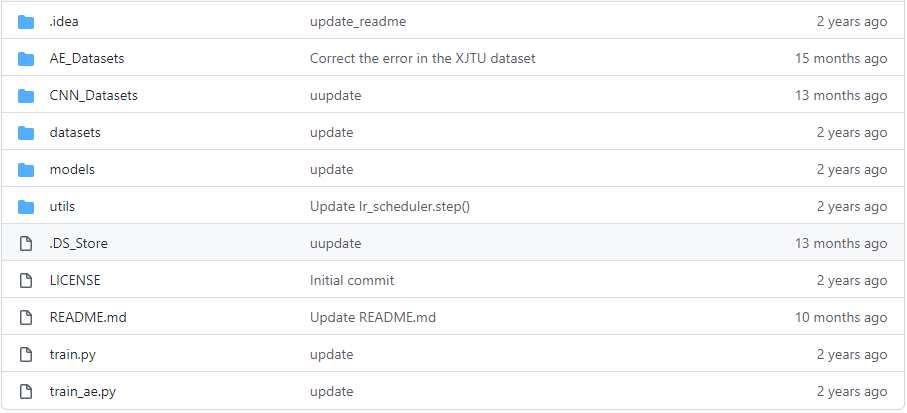 .idea update_readme 2 years ago
AE_Datasets Correct the error in the XJTU dataset 15 months ago
CNN_Datasets uupdate 13 months ago
datasets update 2 years ago
models update 2 years ago
utils Update lr_scheduler.step() 2 years ago
.DS_Store uupdate 13 months ago
LICENSE Initial commit 2 years ago
README.md Update README.md 10 months ago
train.py update 2 years ago
train_ae.py update 2 years ago